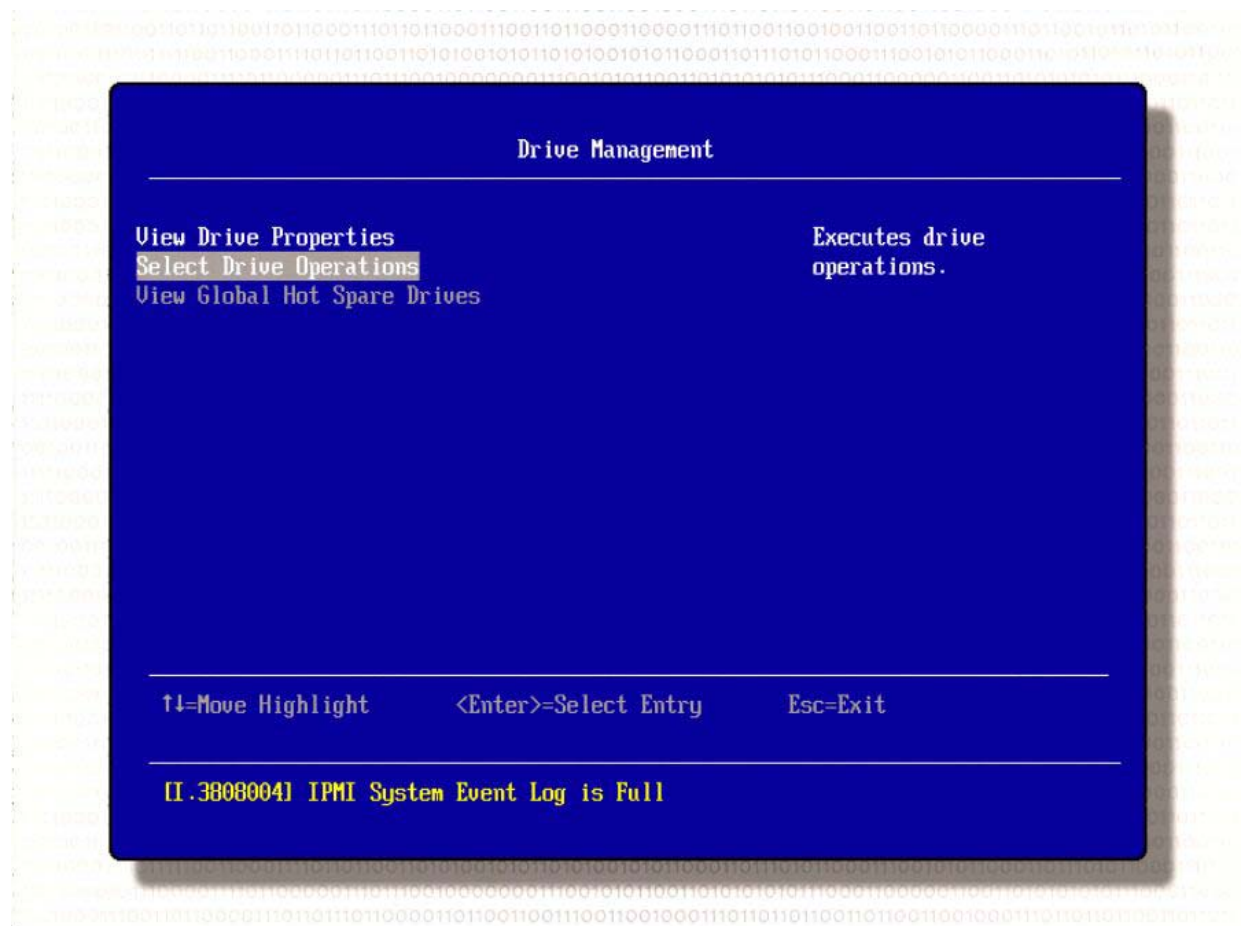 Drive Management
View Drive Properties
Select Drive Operations
View Global Hot Spare Drives
Executes drive
operations.
↑↓=Move Highlight <Enter>=Select Entry Esc=Exit
[I.3808004] IPMI System Event Log is Full